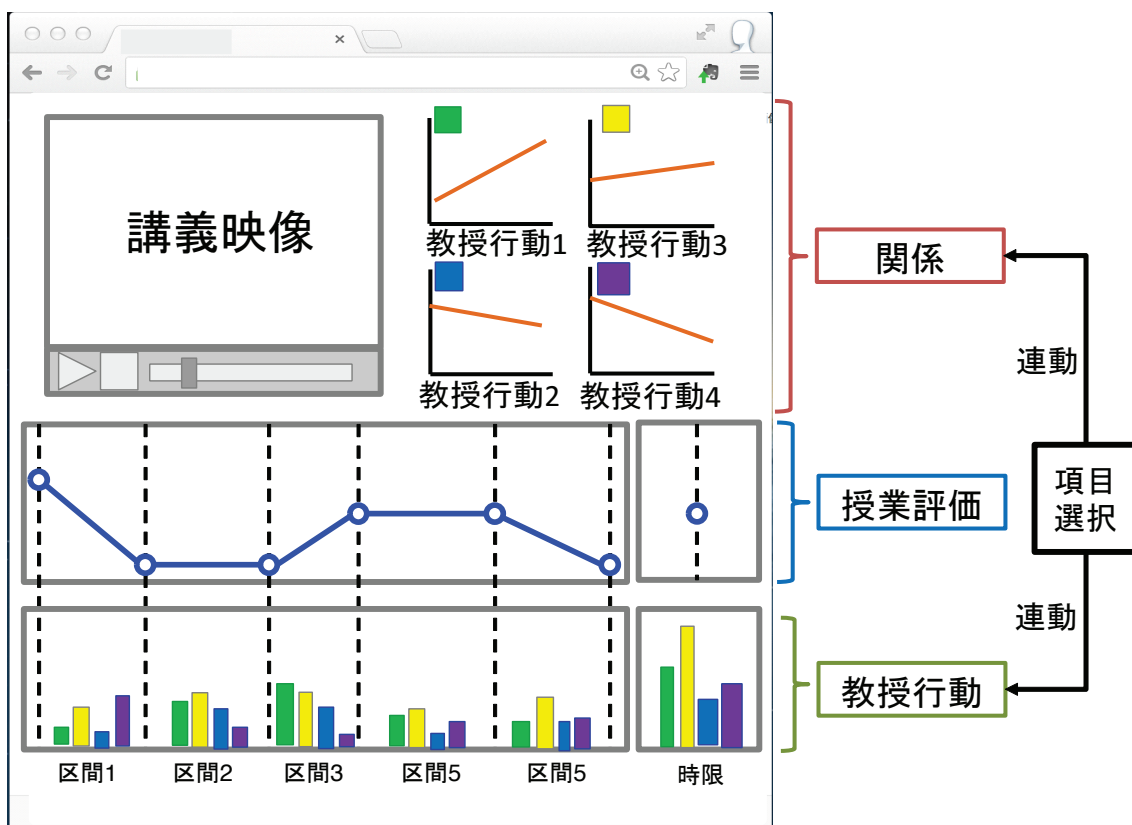 講義映像
教授行動1
教授行動3
教授行動2
教授行動4
関係
連動
項目
選択
授業評価
連動
教授行動
区間1
区間2
区間3
区間5
区間5
時限